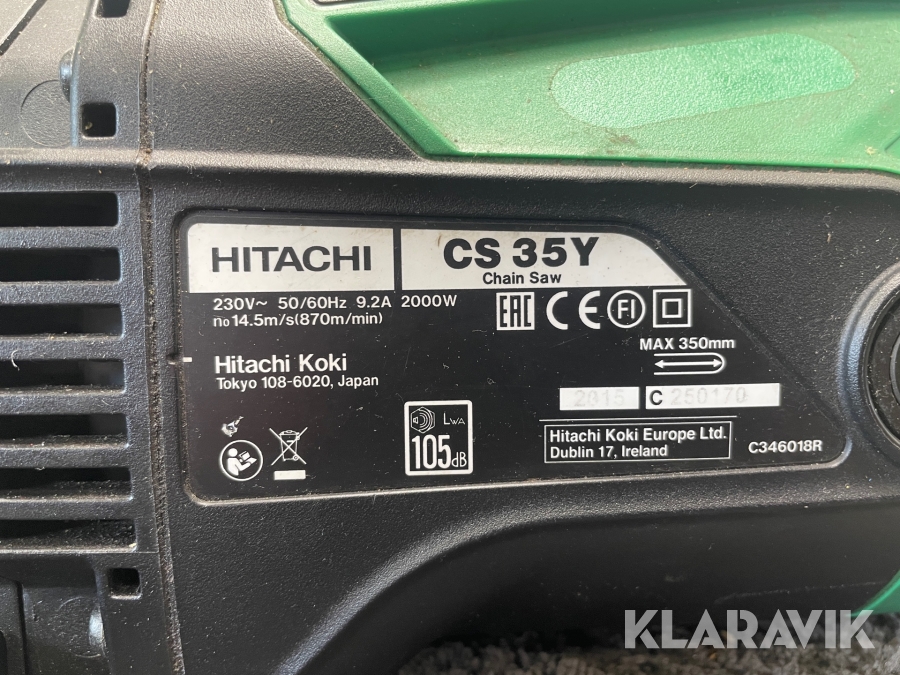 HITACHI
CS 35Y
Chain Saw
230V~ 50/60Hz 9.2A 2000W
no 14.5m/s(870m/min)
EAC CE FI
MAX 350mm
Hitachi Koki
Tokyo 108-6020, Japan
2015 C 250170
LWA
105dB
Hitachi Koki Europe Ltd.
Dublin 17, Ireland
C346018R
KLARAVIK